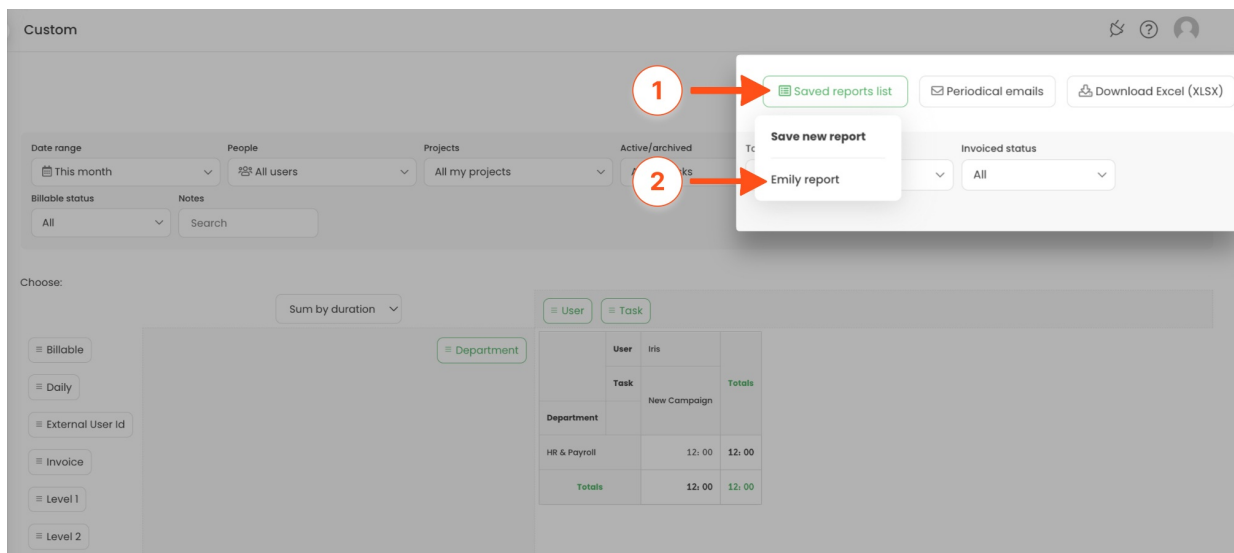 Custom
1
Saved reports list
Periodical emails
Download Excel (XLSX)
Save new report
2
Emily report
Date range
People
Projects
Active/archived
Invoiced status
This month
All users
All my projects
All
Billable status
Notes
All
Search
Choose:
Sum by duration
User
Task
Billable
Department
User
Iris
Daily
Task
Totals
New Campaign
Department
External User Id
HR & Payroll
12: 00
12: 00
Invoice
Totals
12: 00
12: 00
Level 1
Level 2